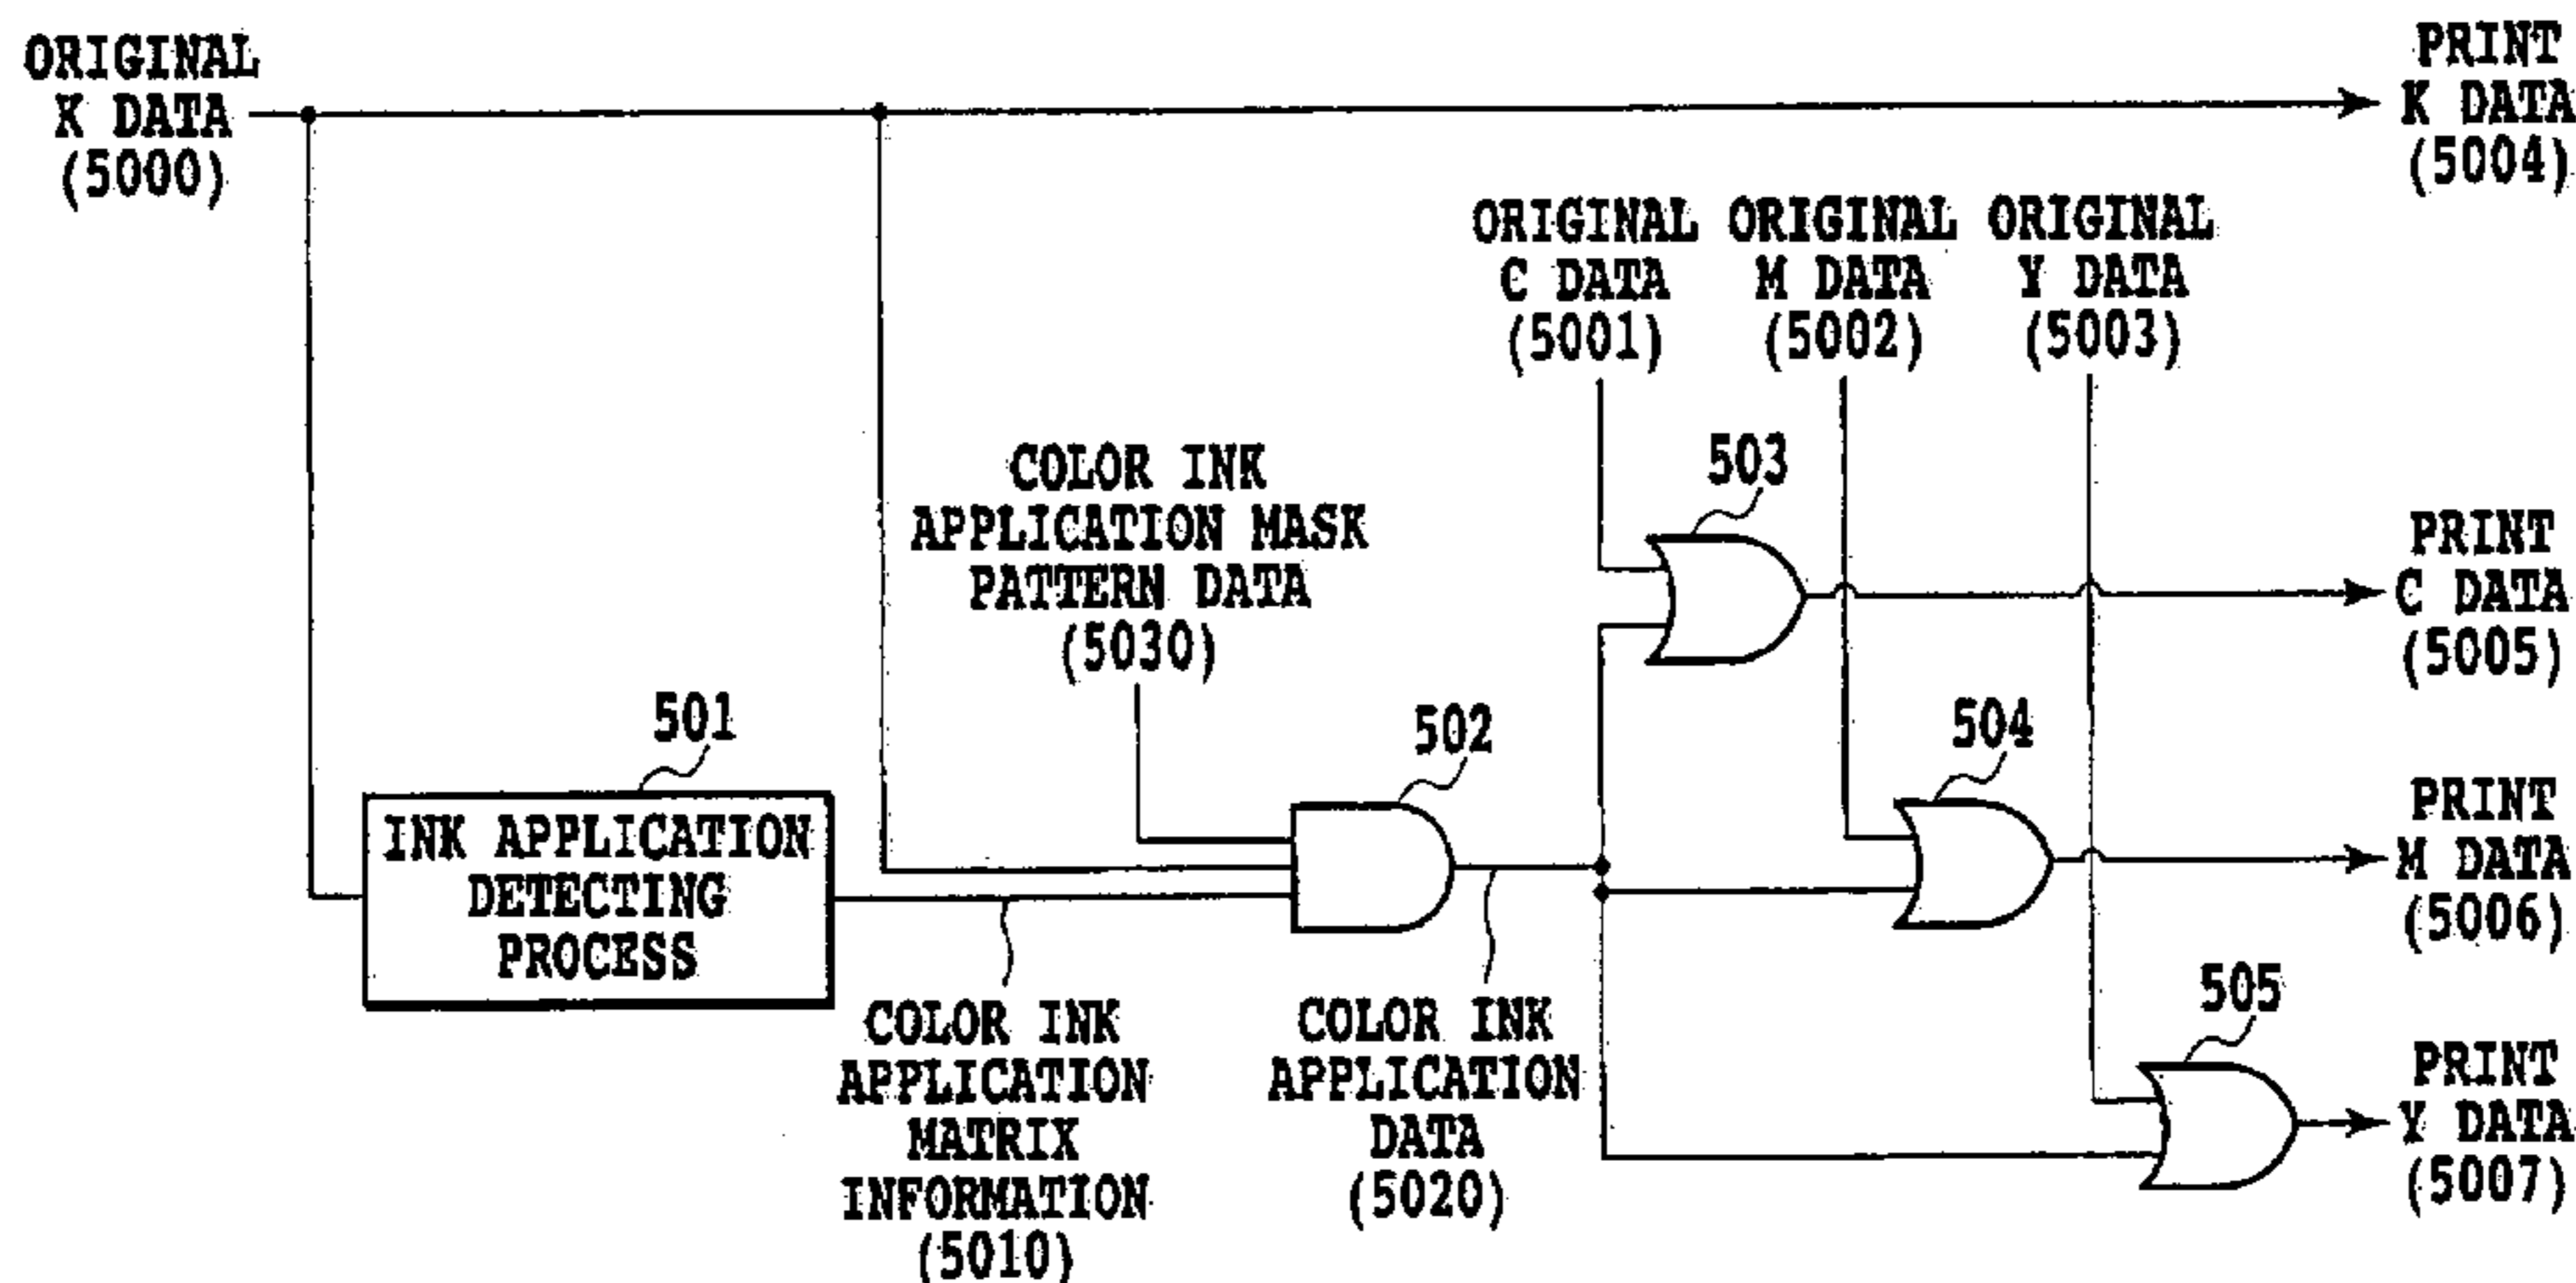 ORIGINAL
K DATA
(5000)
PRINT
K DATA
(5004)
ORIGINAL
C DATA
(5001)
ORIGINAL
M DATA
(5002)
ORIGINAL
Y DATA
(5003)
COLOR INK
APPLICATION MASK
PATTERN DATA
(5030)
503
PRINT
C DATA
(5005)
501
INK APPLICATION
DETECTING
PROCESS
502
504
PRINT
M DATA
(5006)
COLOR INK
APPLICATION
MATRIX
INFORMATION
(5010)
COLOR INK
APPLICATION
DATA
(5020)
505
PRINT
Y DATA
(5007)